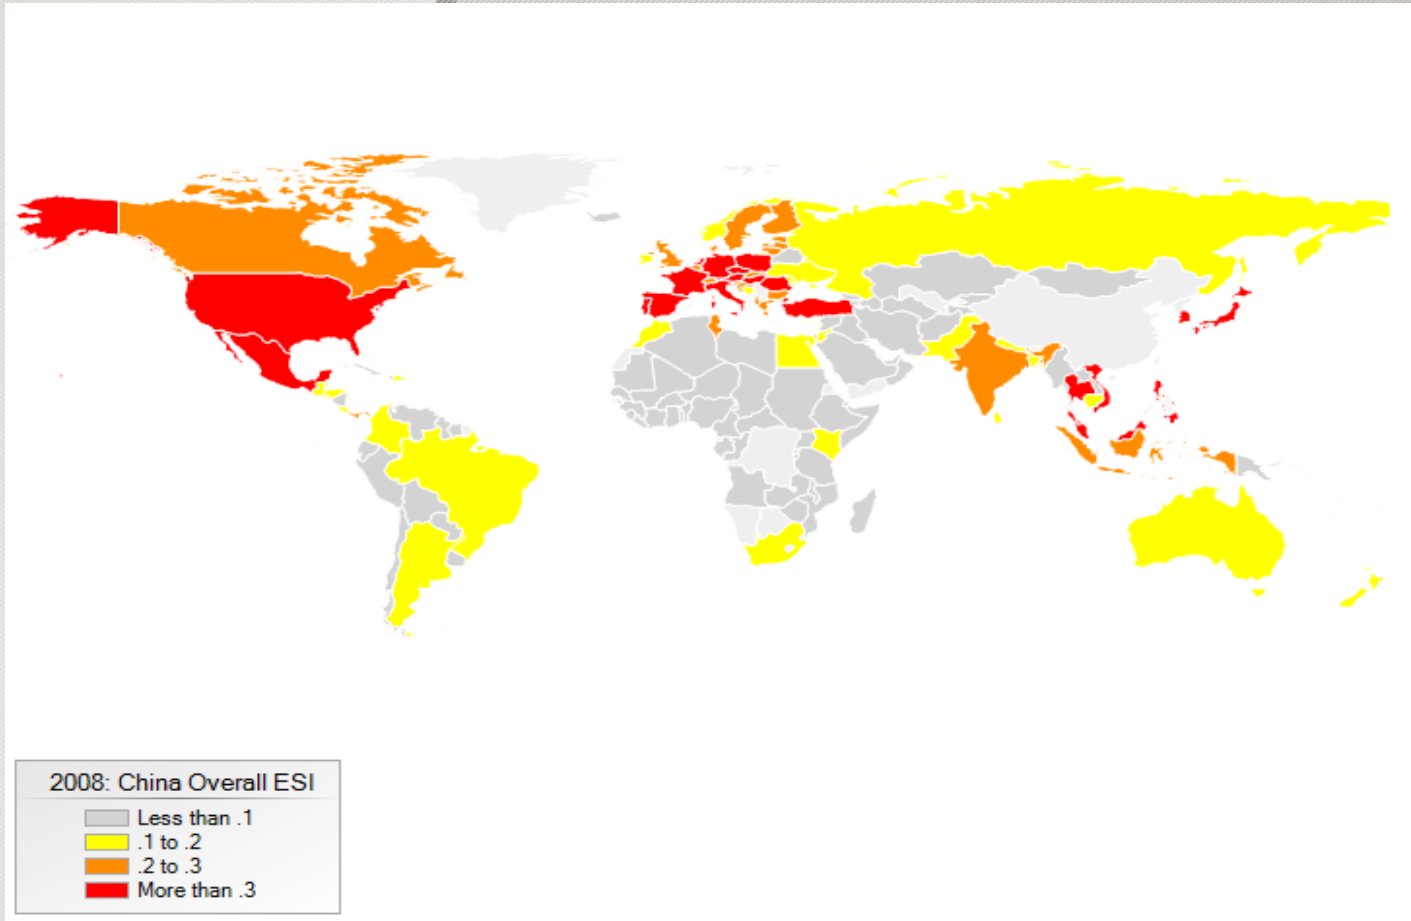 2008: China Overall ESI
Less than .1
.1 to .2
.2 to .3
More than .3